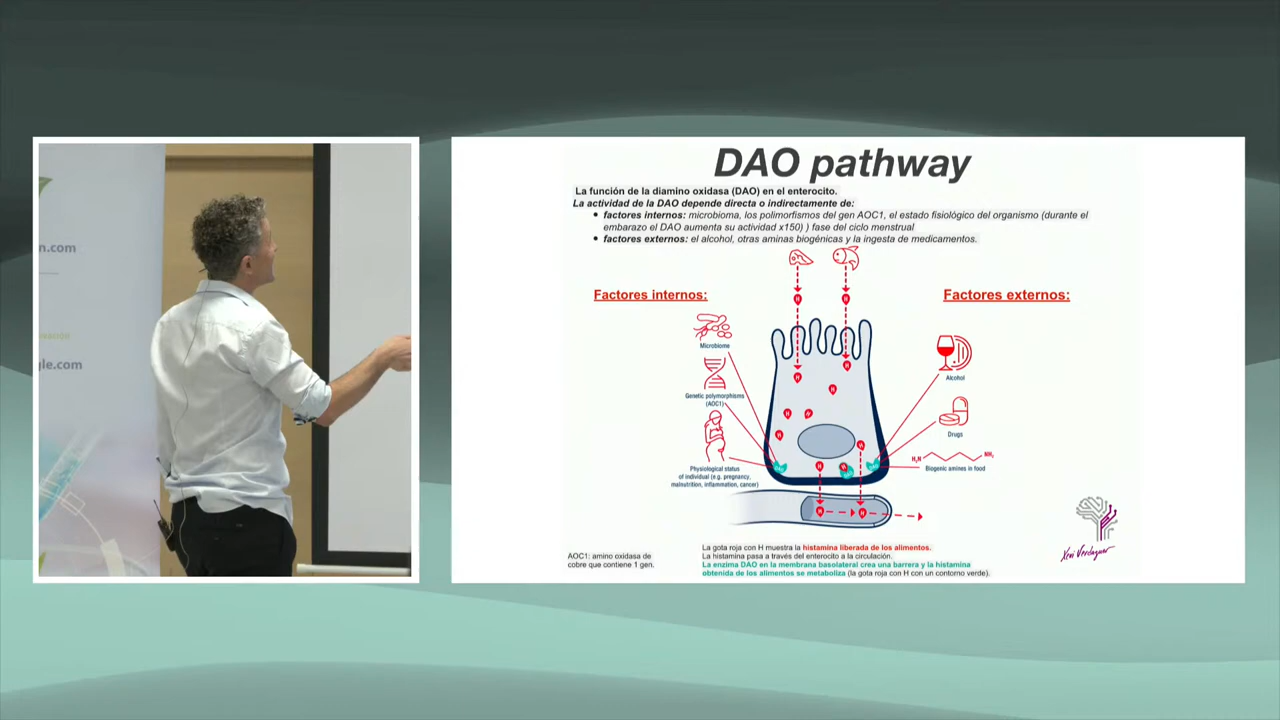 n.com
gle.com
DAO pathway
La función de la diamino oxidasa (DAO) en el enterocito.
La actividad de la DAO depende directa o indirectamente de:
• factores internos: microbioma, los polimorfismos del gen AOC1, el estado fisiológico del organismo (durante el
embarazo el DAO aumenta su actividad x150) ) fase del ciclo menstrual
• factores externos: el alcohol, otras aminas biogénicas y la ingesta de medicamentos.
Factores internos:
Factores externos:
H H
H H
Microbiome
Genetic polymorphisms
(AOC1)
Physiological status
of individual (e.g. pregnancy,
malnutrition, inflammation, cancer)
H
H H
H
H
H H
DAO DAO DAO
H H
Alcohol
Drugs
H₂N NH₂
Biogenic amines in food
Xevi Verdaguer
AOC1: amino oxidasa de
cobre que contiene 1 gen.
La gota roja con H muestra la histamina liberada de los alimentos.
La histamina pasa a través del enterocito a la circulación.
La enzima DAO en la membrana basolateral crea una barrera y la histamina
obtenida de los alimentos se metaboliza (la gota roja con H con un contorno verde).